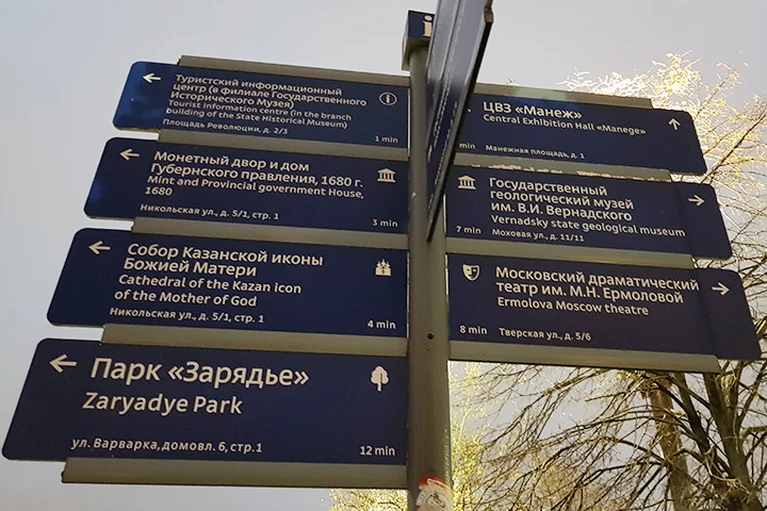 i
Туристский информационный
центр (в филиале Государственного
Исторического Музея)
Tourist information centre (in the branch
building of the State Historical Museum)
Площадь Революции, д. 2/3
1 min
Монетный двор и дом
Губернского правления, 1680 г.
Mint and Provincial government House,
1680
Никольская ул., д. 5/1, стр. 1
3 min
Собор Казанской иконы
Божией Матери
Cathedral of the Kazan icon
of the Mother of God
Никольская ул., д. 5/1, стр. 1
4 min
Парк «Зарядье»
Zaryadye Park
ул. Варварка, домовл. 6, стр.1
12 min
ЦВЗ «Манеж»
Central Exhibition Hall «Manege»
min Манежная площадь, д. 1
Государственный
геологический музей
им. В.И. Вернадского
Vernadsky state geological museum
7 min Моховая ул., д. 11/11
Московский драматический
театр им. М.Н. Ермоловой
Ermolova Moscow theatre
8 min Тверская ул., д. 5/6